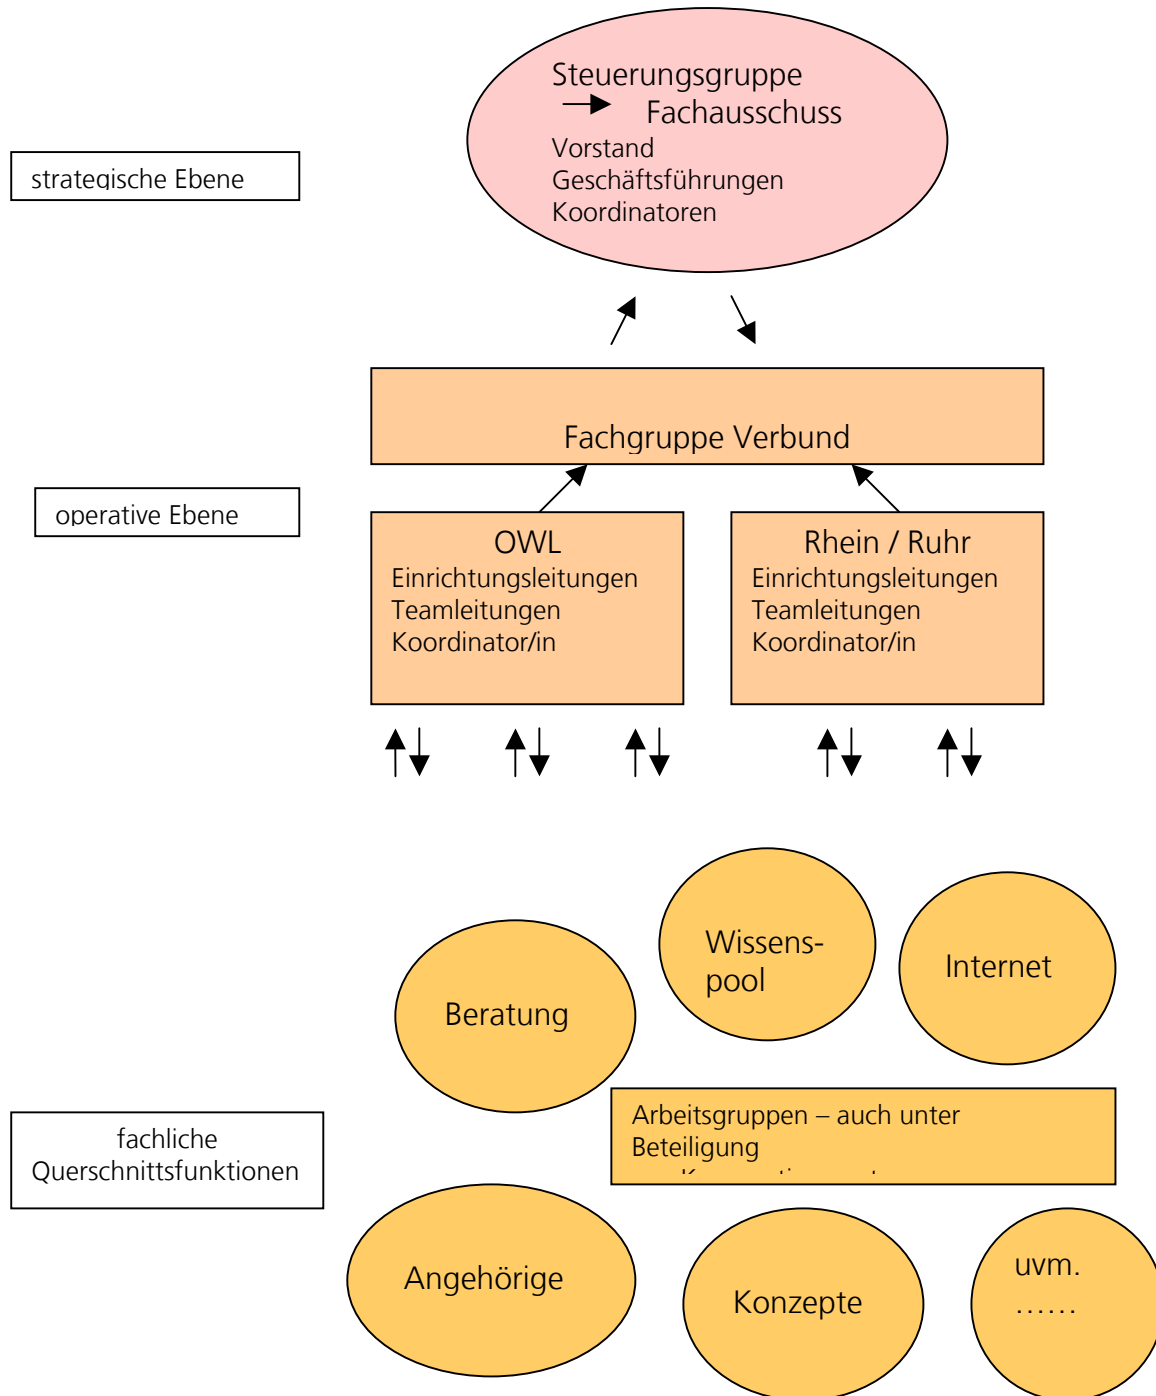 Steuerungsgruppe
Fachausschuss
Vorstand
Geschäftsführungen
Koordinatoren
strategische Ebene
Fachgruppe Verbund
operative Ebene
OWL
Einrichtungsleitungen
Teamleitungen
Koordinator/in
Rhein / Ruhr
Einrichtungsleitungen
Teamleitungen
Koordinator/in
Wissens-
pool
Internet
Beratung
Arbeitsgruppen – auch unter
Beteiligung
fachliche
Querschnittsfunktionen
Angehörige
Konzepte
uvm.
......